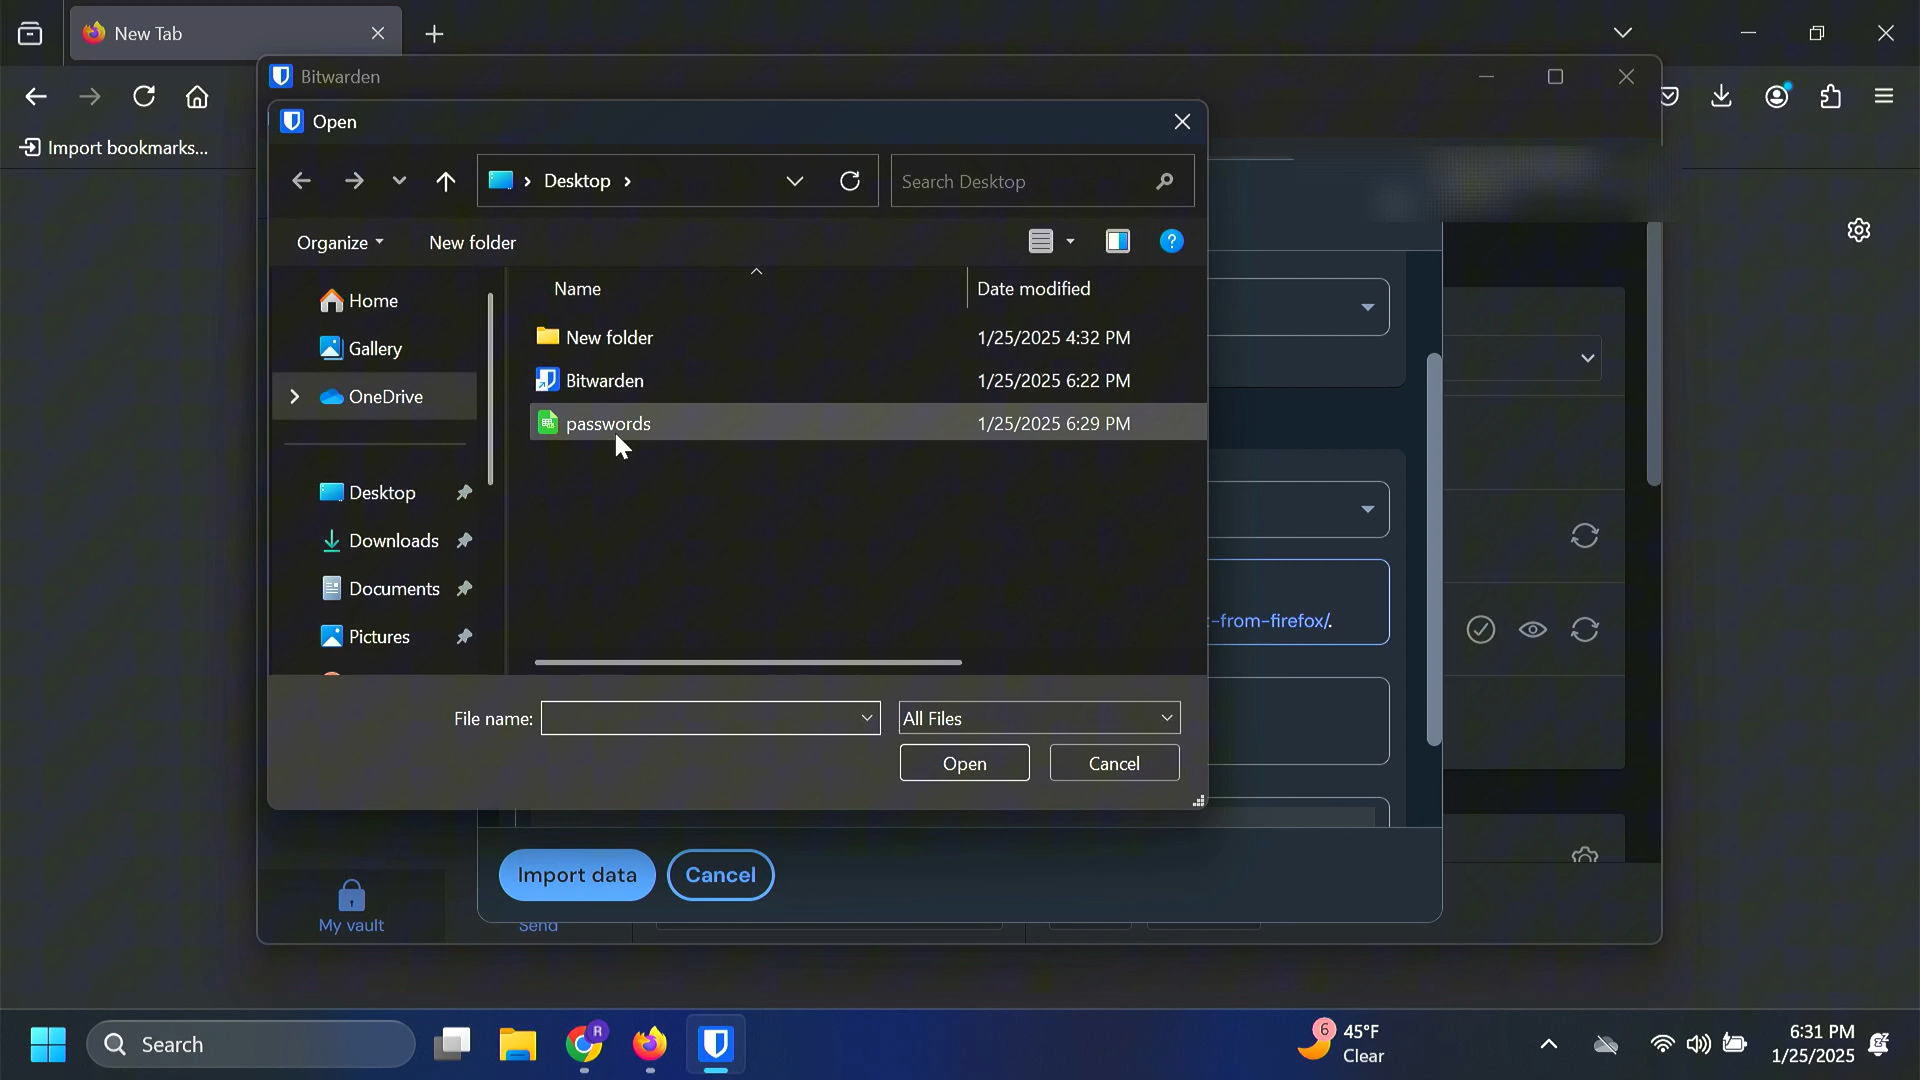 New Tab
Import bookmarks...
Bitwarden
Open
Desktop
Search Desktop
Organize
New folder
Name
Date modified
Home
Gallery
OneDrive
Desktop
Downloads
Documents
Pictures
New folder
1/25/2025 4:32 PM
Bitwarden
1/25/2025 6:22 PM
passwords
1/25/2025 6:29 PM
-from-firefox/.
File name:
All Files
Open
Cancel
Import data
Cancel
My vault
Send
Search
R
6
45°F
Clear
6:31 PM
1/25/2025